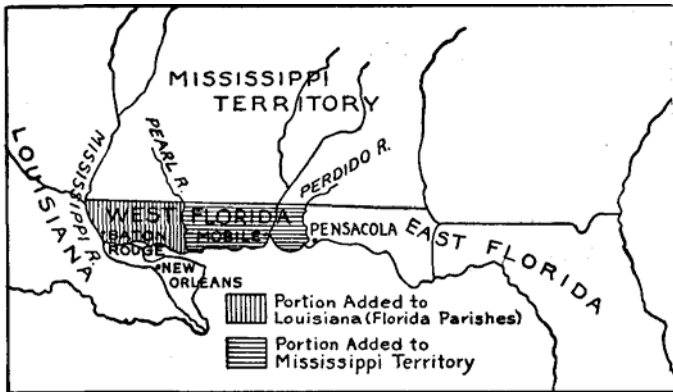 MISSISSIPPI
TERRITORY
LOUISIANA
MISSISSIPPI R.
PEARL R.
PERDIDO R.
WEST FLORIDA
BATON
ROUGE
MOBILE
PENSACOLA
EAST FLORIDA
NEW
ORLEANS
Portion Added to
Louisiana (Florida Parishes)
Portion Added to
Mississippi Territory